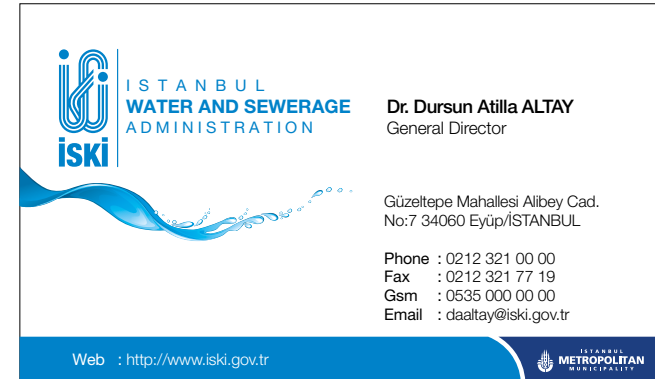 iSKi
ISTANBUL
WATER AND SEWERAGE
ADMINISTRATION
İSKİ
Dr. Dursun Atilla ALTAY
General Director
Güzeltepe Mahallesi Alibey Cad.
No:7 34060 Eyüp/İSTANBUL
Phone : 0212 321 00 00
Fax : 0212 321 77 19
Gsm : 0535 000 00 00
Email : daaltay@iski.gov.tr
Web : http://www.iski.gov.tr
İSTANBUL
METROPOLITAN
MUNICIPALITY